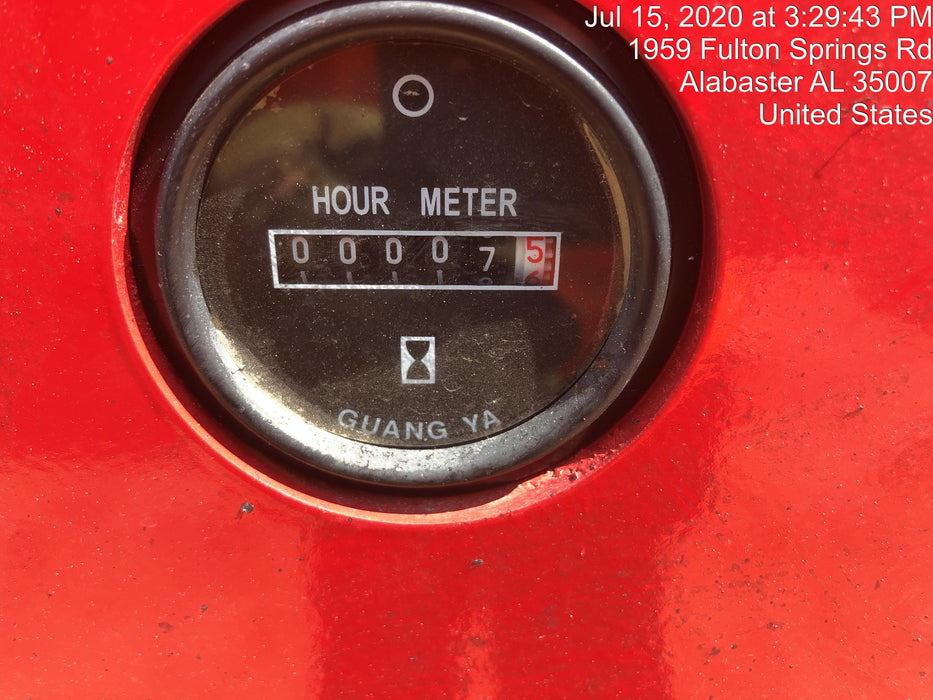 Jul 15, 2020 at 3:29:43 PM
1959 Fulton Springs Rd
Alabaster AL 35007
United States
HOUR METER
0 0 0 0 7 5
GUANG YA